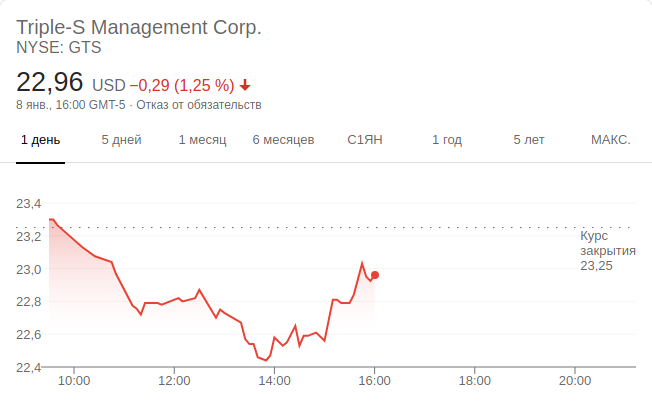 Triple-S Management Corp.
NYSE: GTS
22,96 USD −0,29 (1,25 %)
8 янв., 16:00 GMT-5 · Отказ от обязательств
1 день 5 дней 1 месяц 6 месяцев С1ЯН 1 год 5 лет МАКС.
23,4
23,2
23,0
22,8
22,6
22,4
Курс
закрытия
23,25
10:00 12:00 14:00 16:00 18:00 20:00